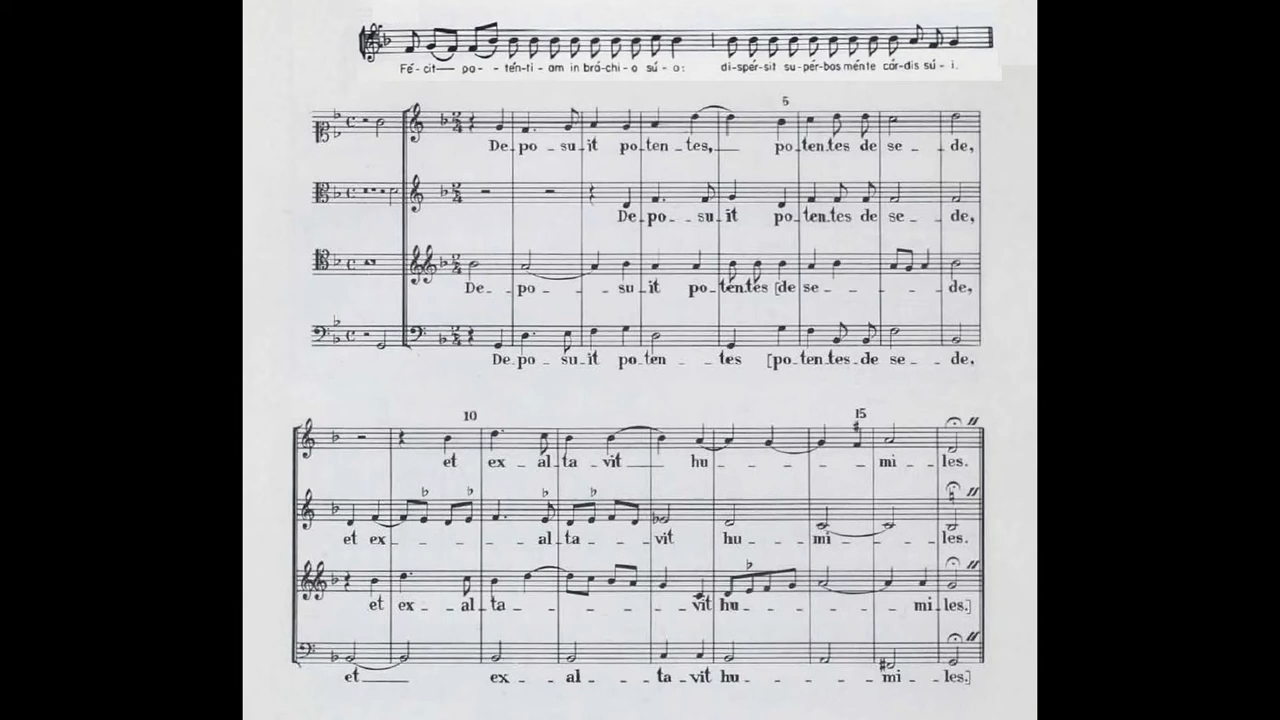 Fé-cit— po--tén-ti-am in brá-chi-o sú-o: di-spér-sit su-pér-bos ménte cór-dis sú-i.
5
De-po-su-it po-ten-tes,— po-ten-tes de se-de,
De-po-su-it po-ten-tes de se-de,
De-po-su-it po-ten-tes [de se-de,
De-po-su-it po-ten-tes [po-ten-tes de se-de,
10 15
et ex-al-ta-vit hu-mi-les.
et ex-al-ta-vit hu-mi-les.
et ex-al-ta-vit hu-mi-les.]
et ex-al-ta-vit hu-mi-les.]